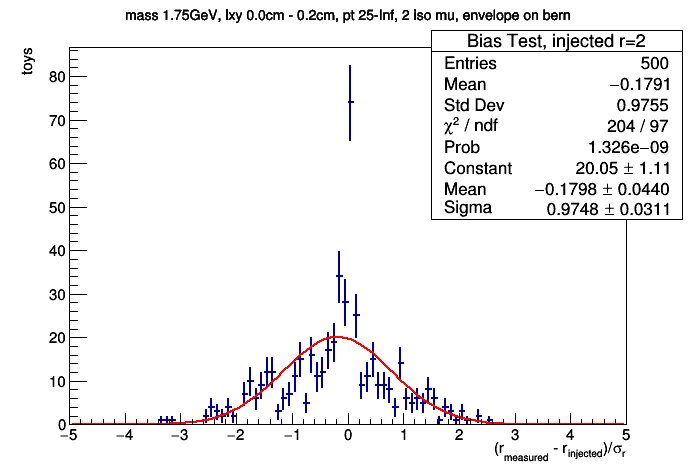 mass 1.75GeV, lxy 0.0cm - 0.2cm, pt 25-Inf, 2 iso mu, envelope on bern
Bias Test, injected r=2
Entries 500
Mean −0.1791
Std Dev 0.9755
χ² / ndf 204 / 97
Prob 1.326e−09
Constant 20.05 ± 1.11
Mean −0.1798 ± 0.0440
Sigma 0.9748 ± 0.0311
toys
80
70
60
50
40
30
20
10
0
−5 −4 −3 −2 −1 0 1 2 3 4 5
(r_measured - r_injected)/σ_r